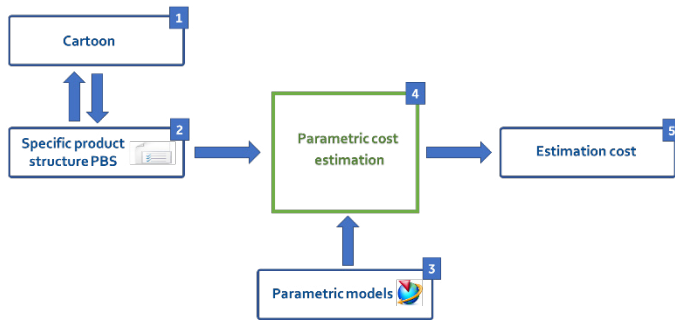 1
Cartoon
2
Specific product
structure PBS
4
Parametric cost
estimation
5
Estimation cost
3
Parametric models